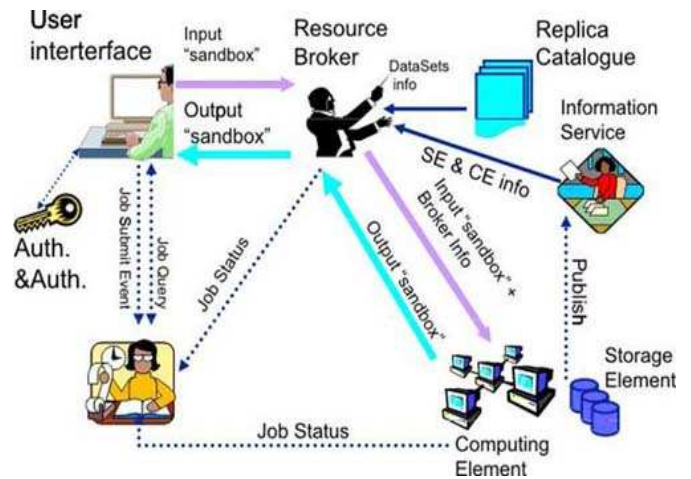 User
interterface
Input
"sandbox"
Resource
Broker
DataSets
info
Replica
Catalogue
Output
"sandbox"
Information
Service
SE & CE info
Auth.
&Auth.
Job Submit Event
Job Query
Job Status
Output "sandbox"
Input "sandbox" +
Broker Info
Publish
Storage
Element
Job Status
Computing
Element